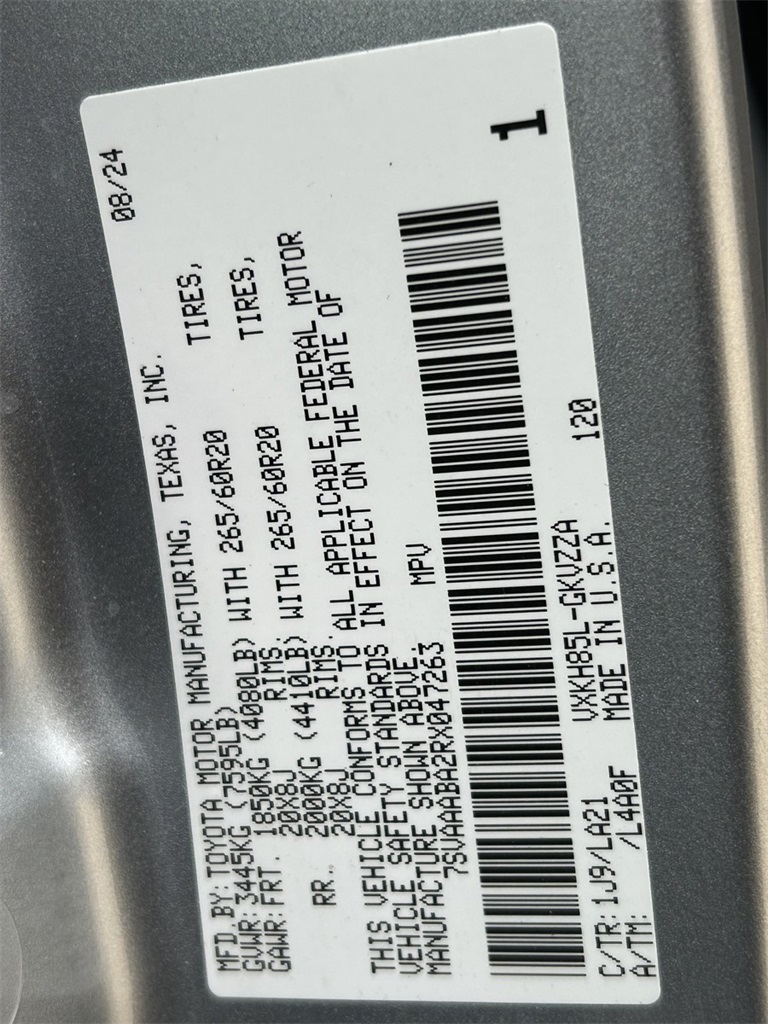 MFD. BY: TOYOTA MOTOR MANUFACTURING, TEXAS, INC. 08/24
GVWR: 3445KG (7595LB)
GAWR: FRT. 1850KG (4080LB) WITH 265/60R20 TIRES,
20X8J RIMS.
RR. 2000KG (4410LB) WITH 265/60R20 TIRES,
20X8J RIMS.
THIS VEHICLE CONFORMS TO ALL APPLICABLE FEDERAL MOTOR
VEHICLE SAFETY STANDARDS IN EFFECT ON THE DATE OF
MANUFACTURE SHOWN ABOVE.
7SVAAABA2RX047263 MPV
1
C/TR: 1J9/LA21 VXKH85L-GKVZZA 120
A/TM: /L4A0F MADE IN U.S.A.